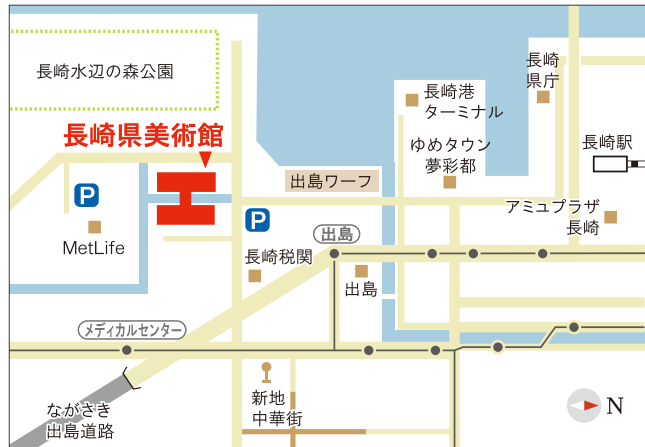 長崎水辺の森公園
長崎県美術館
P
MetLife
長崎港
ターミナル
長崎
県庁
ゆめタウン
夢彩都
長崎駅
出島ワーフ
アミュプラザ
長崎
P
出島
長崎税関
出島
メディカルセンター
新地
中華街
ながさき
出島道路
N